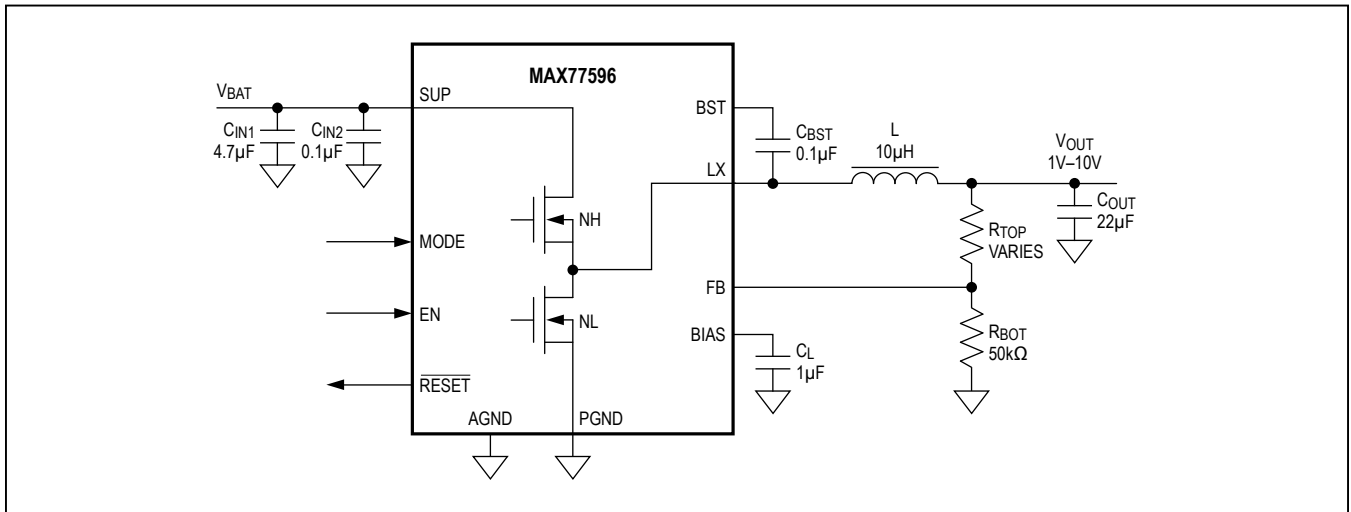 MAX77596
VBAT
SUP
CIN1
4.7µF
CIN2
0.1µF
BST
CBST
0.1µF
L
10µH
VOUT
1V–10V
LX
COUT
22µF
NH
RTOP
VARIES
MODE
FB
EN
NL
BIAS
CL
1µF
RBOT
50kΩ
RESET
AGND
PGND